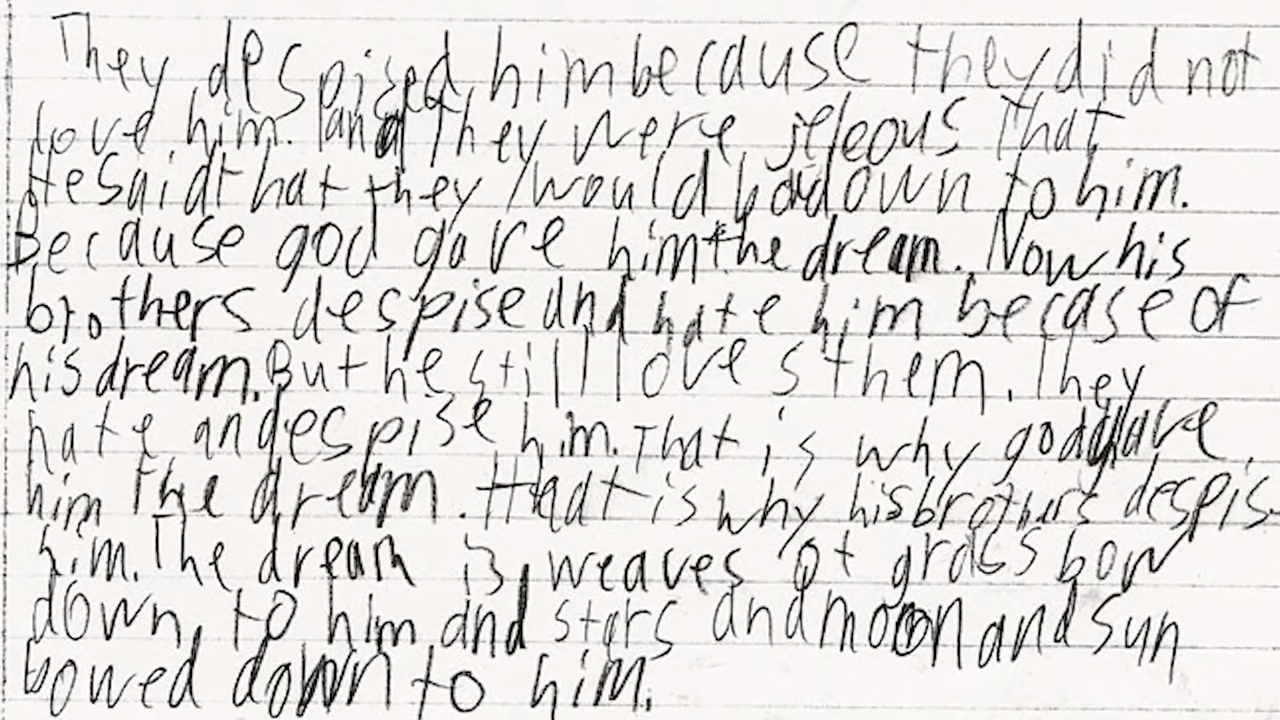 They despised him because they did not
love him. and They were jeleous That
He said that they would bow down to him.
Because god gave him the dream. Now his
brothers despise and hate him becase of
his dream. But he still loves them. They
hate an despise him. That is why god gave
him The dream. that is why his brothers despis
him. The dream is weaves of grass bow
down to him and stars and moon and sun
bowed down to him.